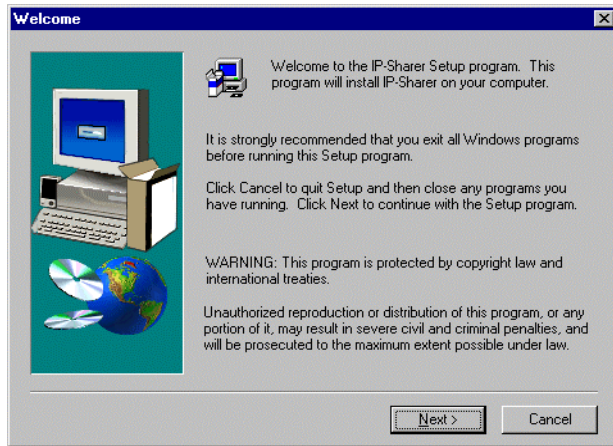 Welcome
Welcome to the IP-Sharer Setup program. This
program will install IP-Sharer on your computer.
It is strongly recommended that you exit all Windows programs
before running this Setup program.
Click Cancel to quit Setup and then close any programs you
have running. Click Next to continue with the Setup program.
WARNING: This program is protected by copyright law and
international treaties.
Unauthorized reproduction or distribution of this program, or any
portion of it, may result in severe civil and criminal penalties, and
will be prosecuted to the maximum extent possible under law.
Next >
Cancel